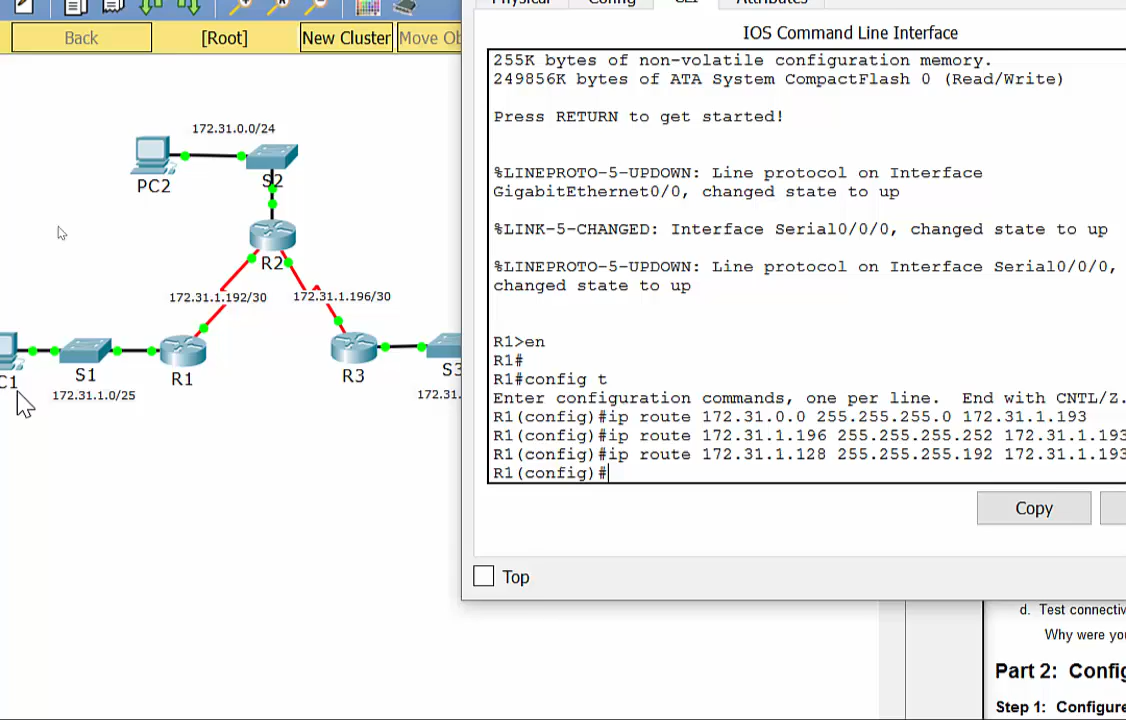 Physical Config CLI Attributes
Back [Root] New Cluster Move Ob
IOS Command Line Interface
255K bytes of non-volatile configuration memory.
249856K bytes of ATA System CompactFlash 0 (Read/Write)
Press RETURN to get started!
%LINEPROTO-5-UPDOWN: Line protocol on Interface
GigabitEthernet0/0, changed state to up
%LINK-5-CHANGED: Interface Serial0/0/0, changed state to up
%LINEPROTO-5-UPDOWN: Line protocol on Interface Serial0/0/0,
changed state to up
R1>en
R1#
R1#config t
Enter configuration commands, one per line.  End with CNTL/Z.
R1(config)#ip route 172.31.0.0 255.255.255.0 172.31.1.193
R1(config)#ip route 172.31.1.196 255.255.255.252 172.31.1.193
R1(config)#ip route 172.31.1.128 255.255.255.192 172.31.1.193
R1(config)#
Copy
Top
172.31.0.0/24
PC2
S2
R2
172.31.1.192/30
172.31.1.196/30
C1
S1
172.31.1.0/25
R1
R3
S3
172.31.
d. Test connectiv
Why were you
Part 2: Config
Step 1: Configure